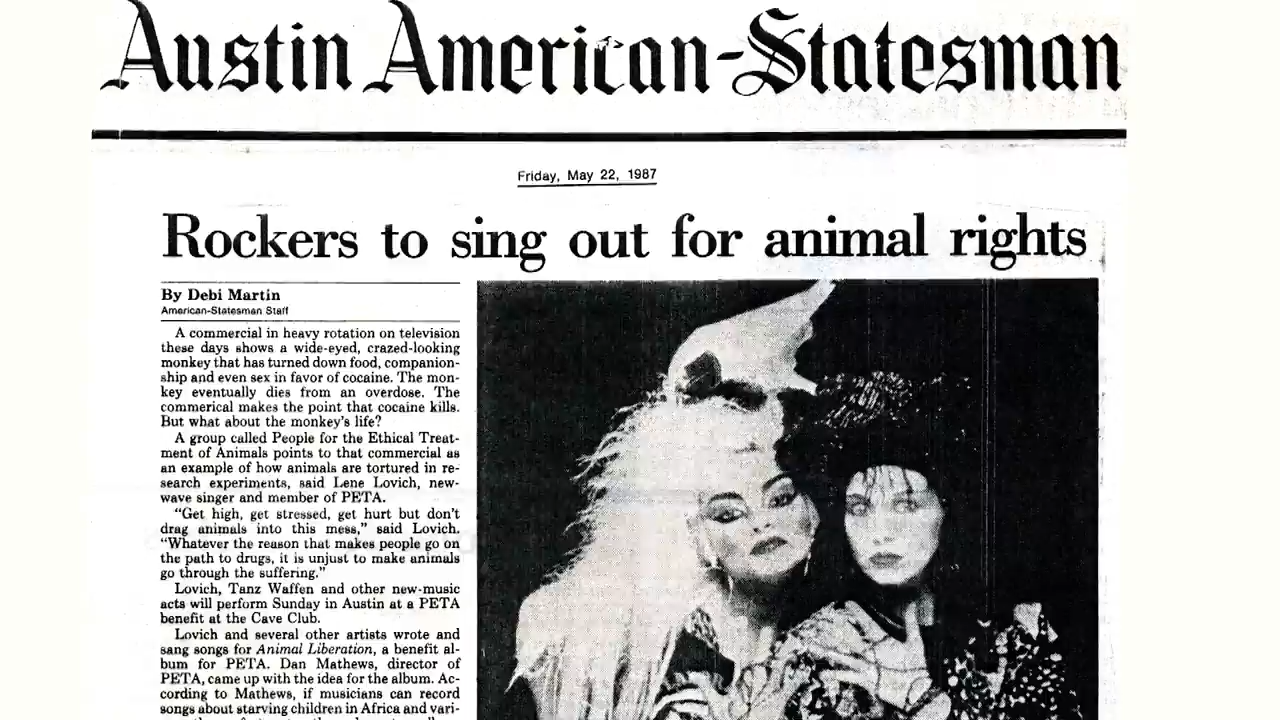 Austin American-Statesman
Friday, May 22, 1987
Rockers to sing out for animal rights
By Debi Martin
American-Statesman Staff
A commercial in heavy rotation on television
these days shows a wide-eyed, crazed-looking
monkey that has turned down food, companion-
ship and even sex in favor of cocaine. The mon-
key eventually dies from an overdose. The
commerical makes the point that cocaine kills.
But what about the monkey's life?
A group called People for the Ethical Treat-
ment of Animals points to that commercial as
an example of how animals are tortured in re-
search experiments, said Lene Lovich, new-
wave singer and member of PETA.
"Get high, get stressed, get hurt but don't
drag animals into this mess," said Lovich.
"Whatever the reason that makes people go on
the path to drugs, it is unjust to make animals
go through the suffering."
Lovich, Tanz Waffen and other new-music
acts will perform Sunday in Austin at a PETA
benefit at the Cave Club.
Lovich and several other artists wrote and
sang songs for Animal Liberation, a benefit al-
bum for PETA. Dan Mathews, director of
PETA, came up with the idea for the album. Ac-
cording to Mathews, if musicians can record
songs about starving children in Africa and vari-